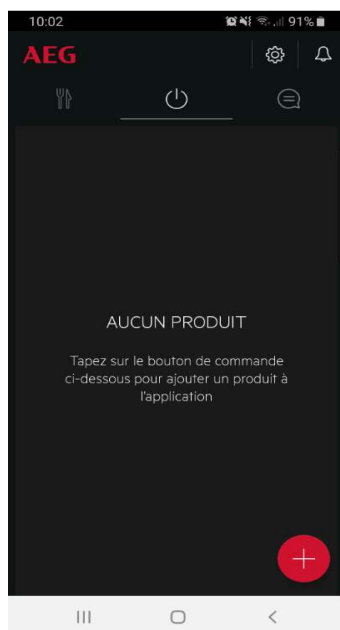 10:02
91%
AEG
AUCUN PRODUIT
Tapez sur le bouton de commande
ci-dessous pour ajouter un produit à
l'application